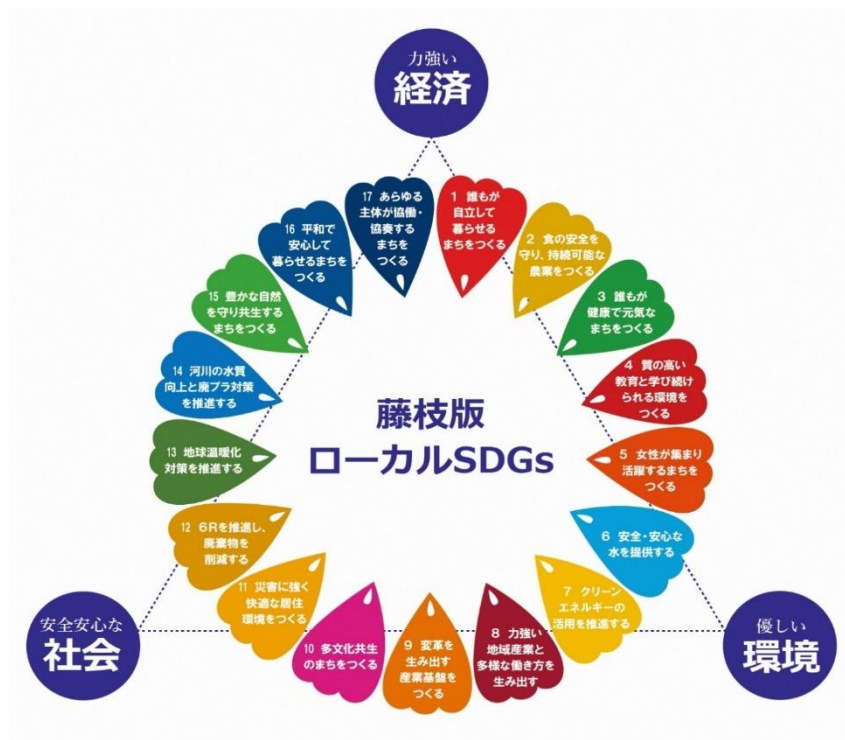 力強い
経済
1 誰もが
自立して
暮らせる
まちをつくる
2 食の安全を
守り、持続可能な
農業をつくる
3 誰もが
健康で元気な
まちをつくる
4 質の高い
教育と学び続け
られる環境を
つくる
5 女性が集まり
活躍するまちを
つくる
6 安全・安心な
水を提供する
7 クリーン
エネルギーの
活用を推進する
8 力強い
地域産業と
多様な働き方を
生み出す
9 変革を
生み出す
産業基盤を
つくる
10 多文化共生
のまちをつくる
11 災害に強く
快適な居住
環境をつくる
12 6Rを推進し、
廃棄物を
削減する
13 地球温暖化
対策を推進する
14 河川の水質
向上と廃プラ対策
を推進する
15 豊かな自然
を守り共生する
まちをつくる
16 平和で
安心して
暮らせるまちを
つくる
17 あらゆる
主体が協働・
協奏する
まちを
つくる
藤枝版
ローカルSDGs
安全安心な
社会
優しい
環境